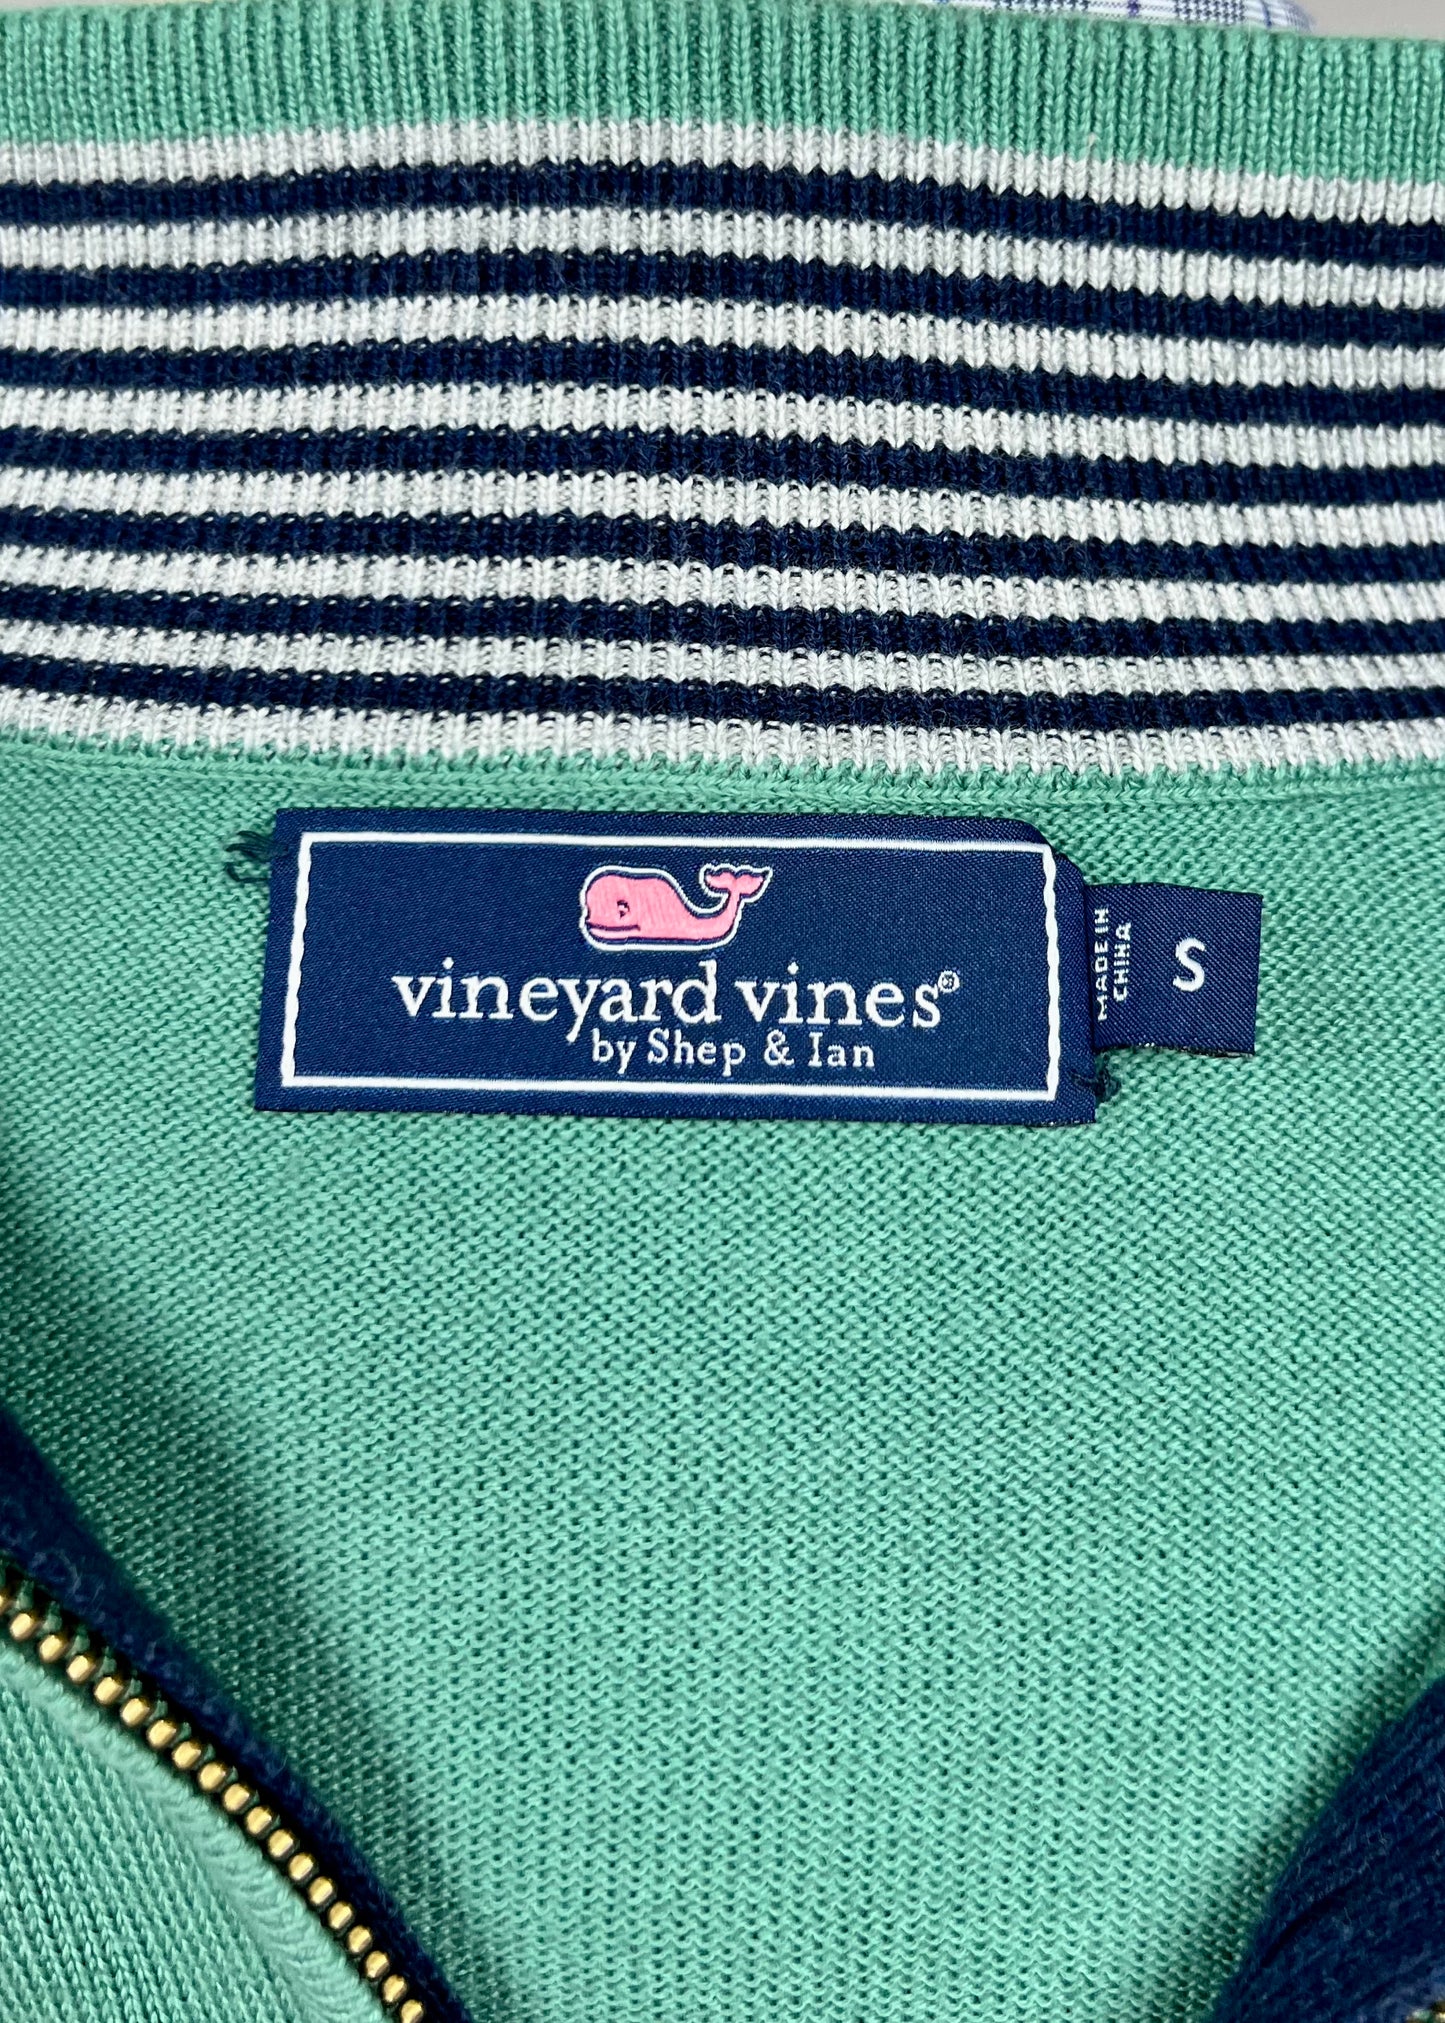 vineyard vines®
by Shep & Ian
MADE IN
CHINA
S